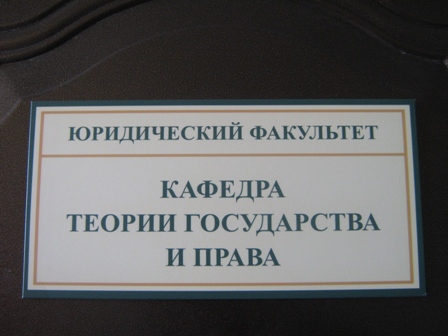 ЮРИДИЧЕСКИЙ ФАКУЛЬТЕТ
КАФЕДРА
ТЕОРИИ ГОСУДАРСТВА
И ПРАВА